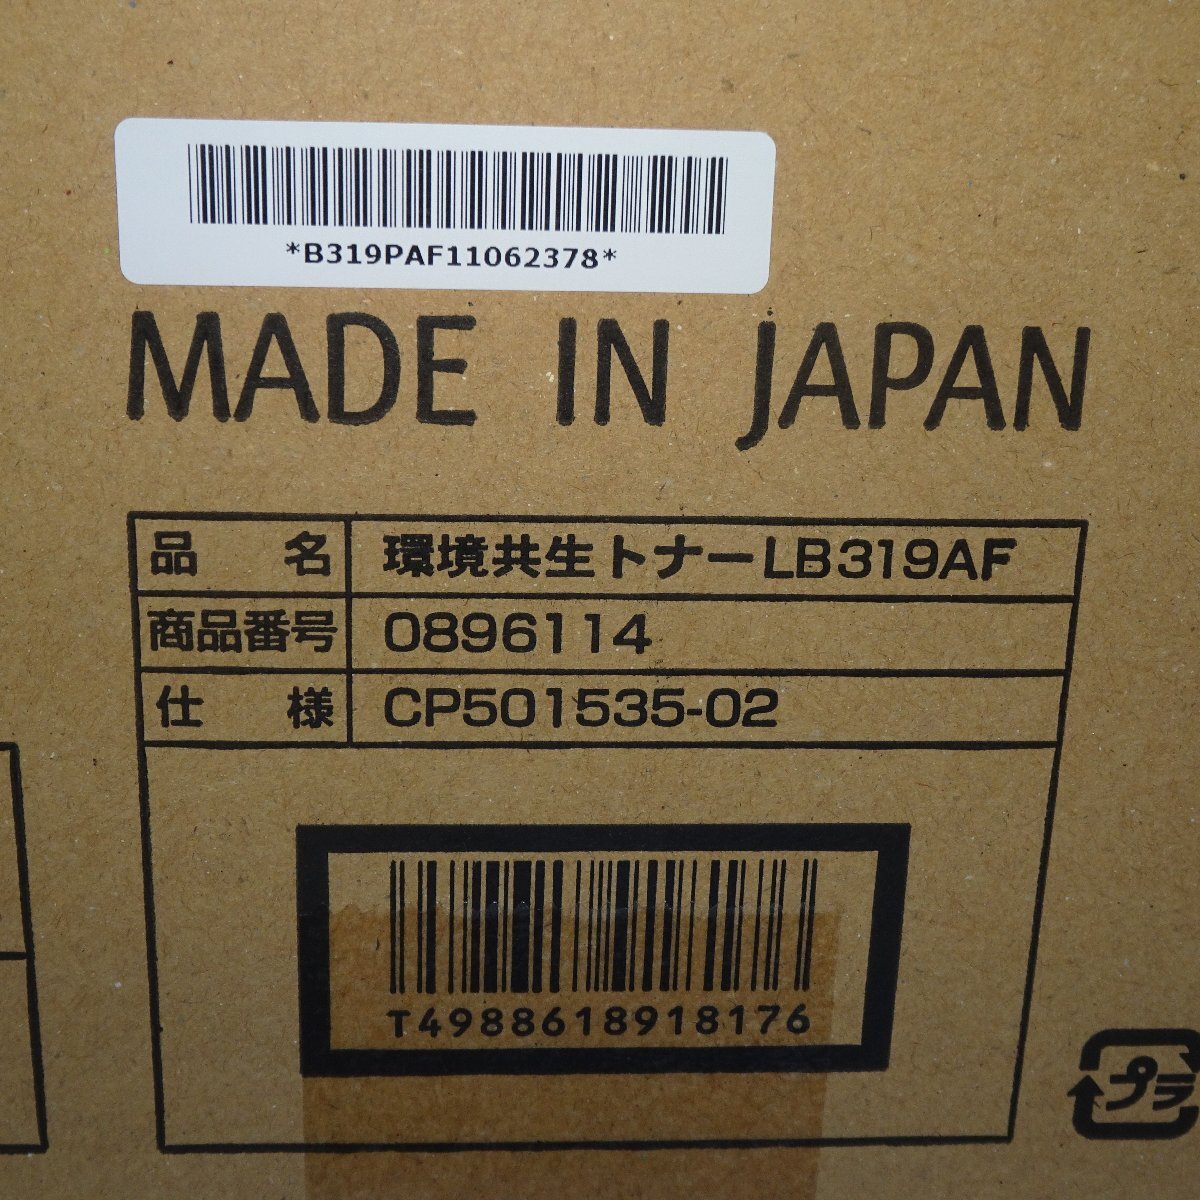 *B319PAF11062378*
MADE IN JAPAN
品 名 環境共生トナーLB319AF
商品番号 0896114
仕 様 CP501535-02
T4988618918176
プラ